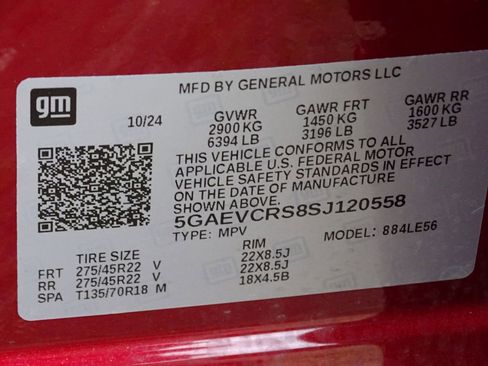 MFD BY GENERAL MOTORS LLC
gm
10/24
GVWR GAWR FRT GAWR RR
2900 KG 1450 KG 1600 KG
6394 LB 3196 LB 3527 LB
THIS VEHICLE CONFORMS TO ALL
APPLICABLE U.S. FEDERAL MOTOR
VEHICLE SAFETY STANDARDS IN EFFECT
ON THE DATE OF MANUFACTURE
SHOWN ABOVE.
5GAEVCRS8SJ120558
TYPE: MPV MODEL: 884LE56
TIRE SIZE RIM
FRT 275/45R22 V 22X8.5J
RR 275/45R22 V 22X8.5J
SPA T135/70R18 M 18X4.5B